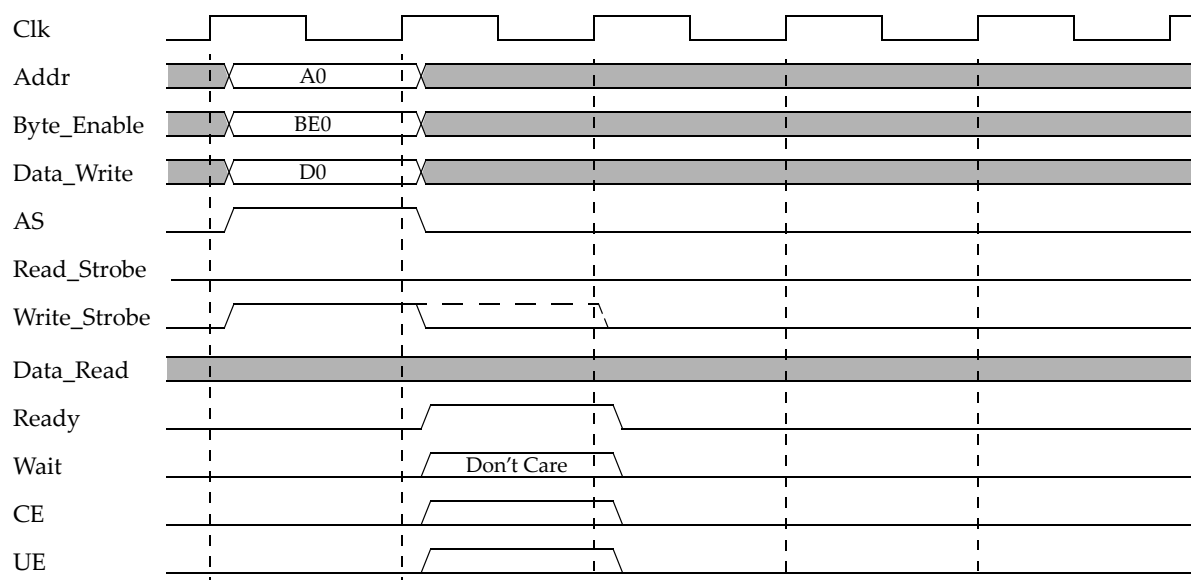 Clk
Addr
A0
Byte_Enable
BE0
Data_Write
D0
AS
Read_Strobe
Write_Strobe
Data_Read
Ready
Wait
Don't Care
CE
UE